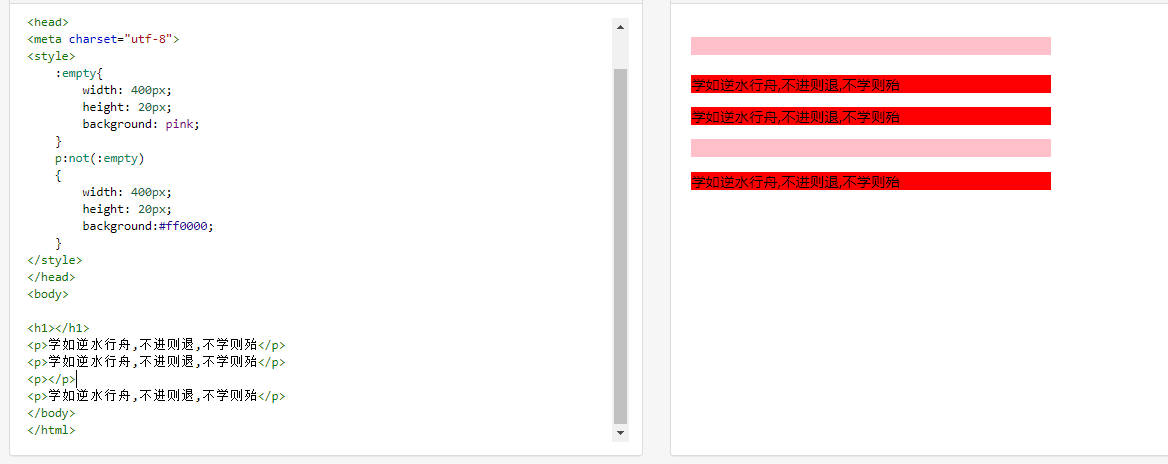 <head>
<meta charset="utf-8">
<style>
    :empty{
        width: 400px;
        height: 20px;
        background: pink;
    }
    p:not(:empty)
    {
        width: 400px;
        height: 20px;
        background:#ff0000;
    }
</style>
</head>
<body>

<h1></h1>
<p>学如逆水行舟,不进则退,不学则殆</p>
<p>学如逆水行舟,不进则退,不学则殆</p>
<p></p>
<p>学如逆水行舟,不进则退,不学则殆</p>
</body>
</html>
学如逆水行舟,不进则退,不学则殆
学如逆水行舟,不进则退,不学则殆
学如逆水行舟,不进则退,不学则殆